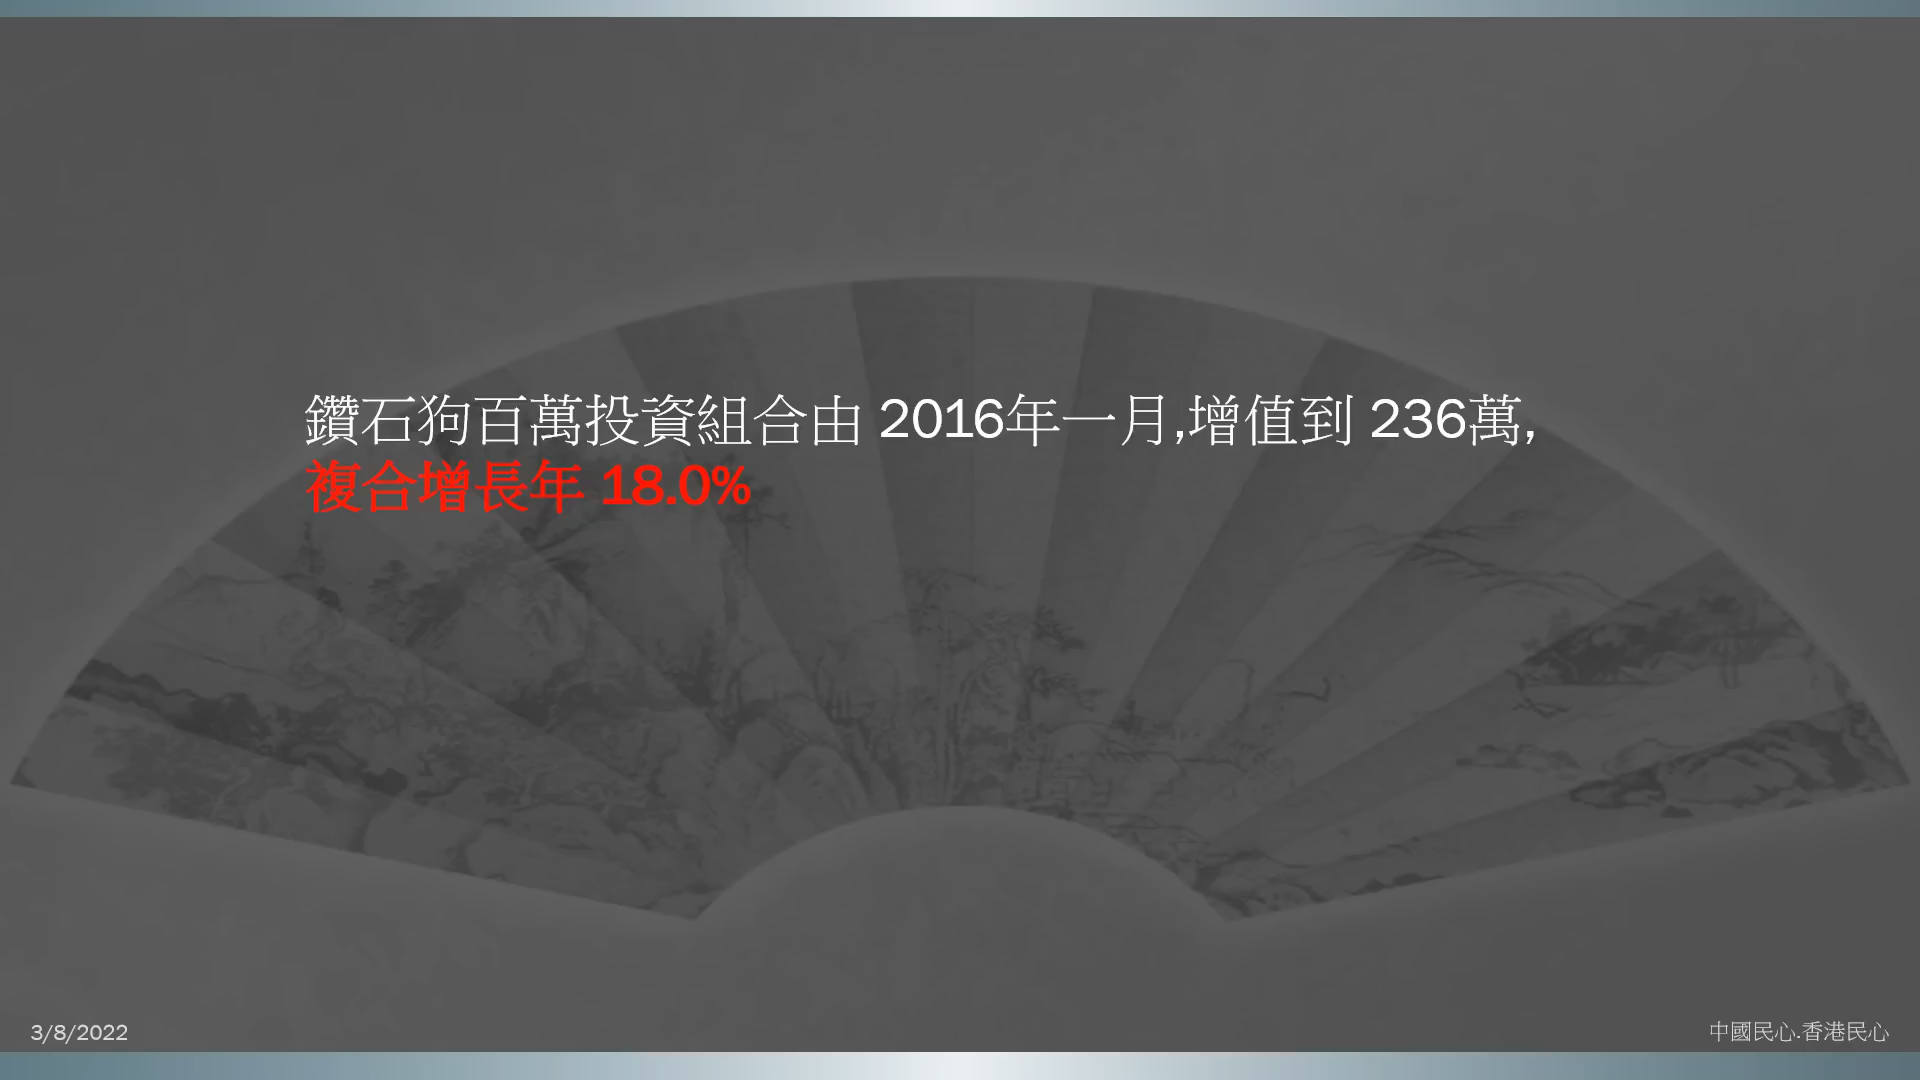 鑽石狗百萬投資組合由 2016年一月,增值到 236萬,
複合增長年 18.0%
3/8/2022
中國民心.香港民心